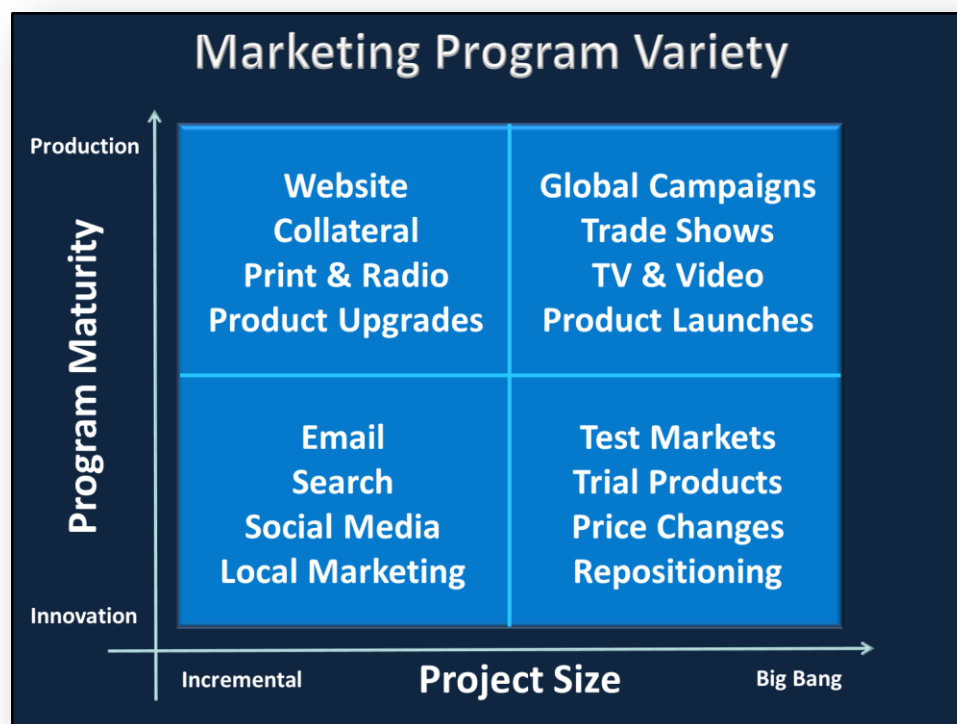 Marketing Program Variety
Production
Program Maturity
Innovation
Website
Collateral
Print & Radio
Product Upgrades
Global Campaigns
Trade Shows
TV & Video
Product Launches
Email
Search
Social Media
Local Marketing
Test Markets
Trial Products
Price Changes
Repositioning
Incremental
Project Size
Big Bang